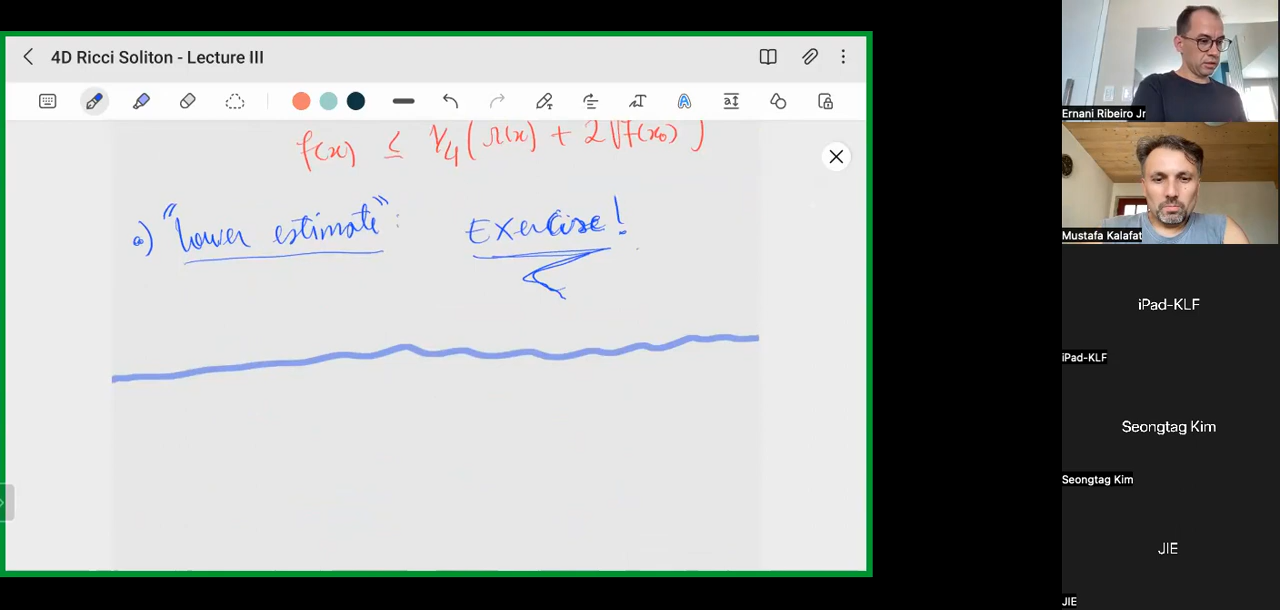 4D Ricci Soliton - Lecture III
f(x) ≤ 1/4 ( r(x) + 2√f(x₀) )
a) "Lower estimate": Exercise!
Ernani Ribeiro Jr
Mustafa Kalafat
iPad-KLF
iPad-KLF
Seongtag Kim
Seongtag Kim
JIE
JIE